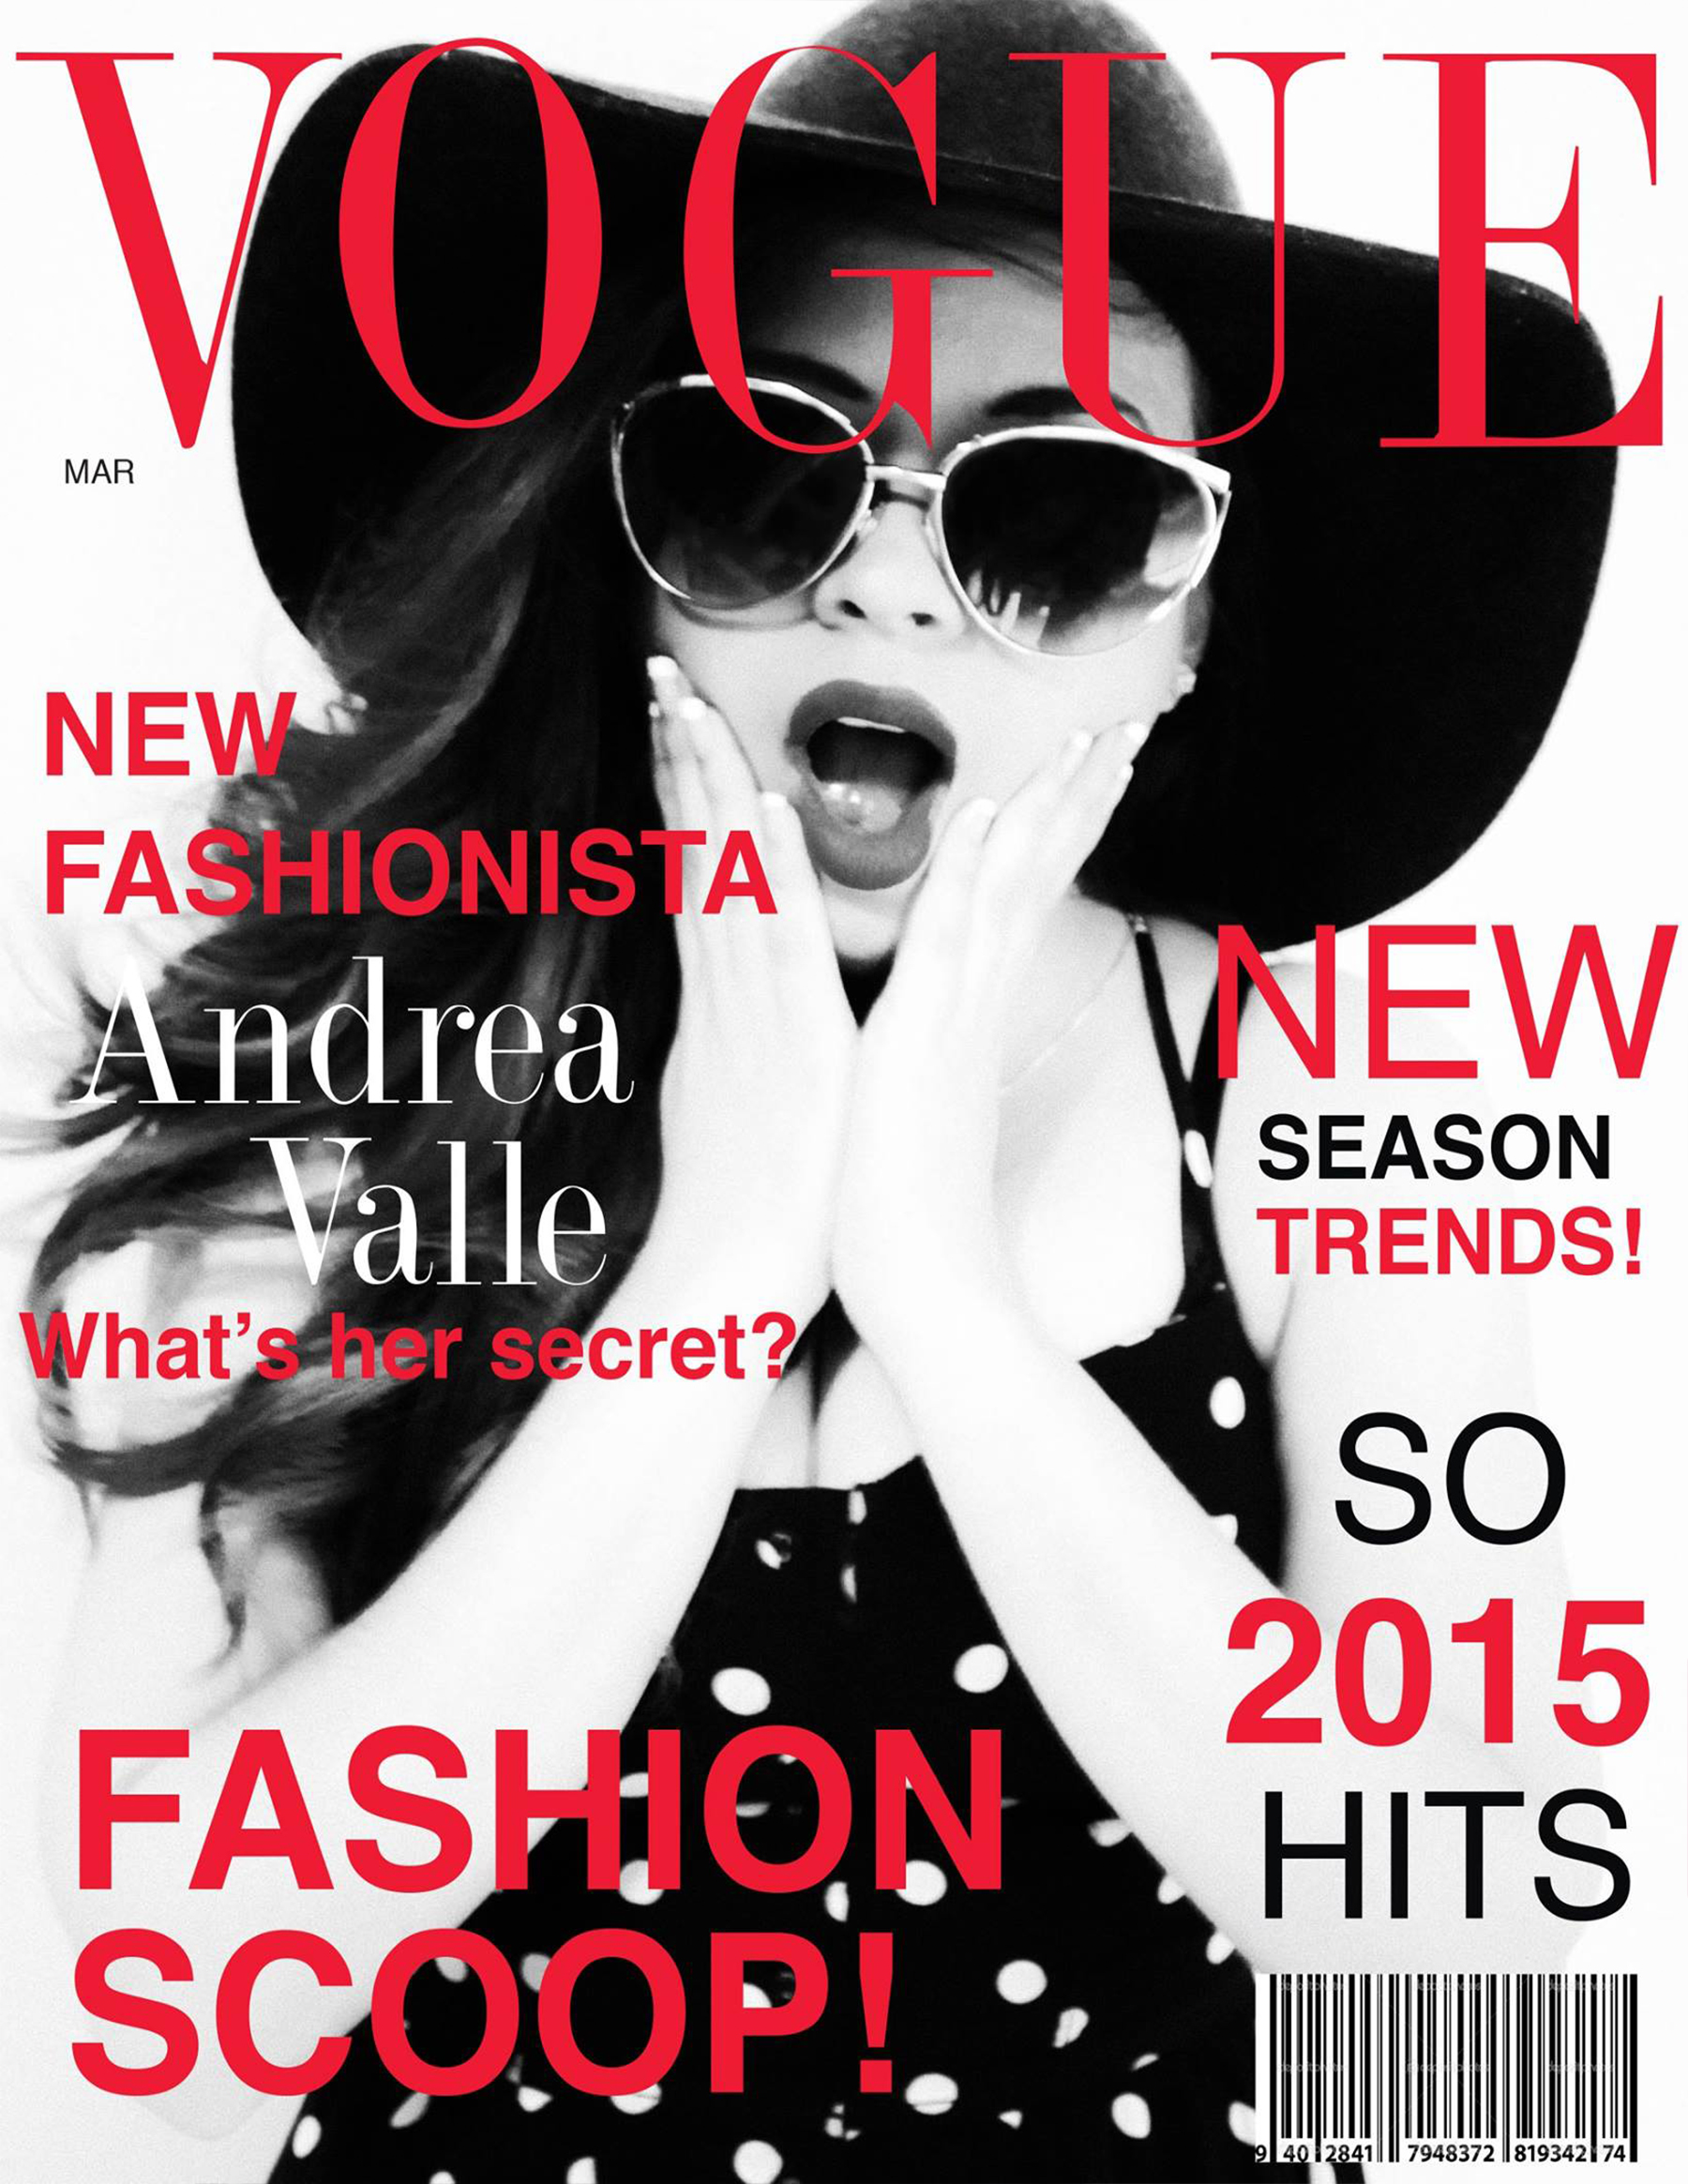 VOGUE
MAR
NEW
FASHIONISTA
Andrea
Valle
What's her secret?
NEW
SEASON
TRENDS!
SO
2015
HITS
FASHION
SCOOP!
9 40 2841 7948372 819342 74